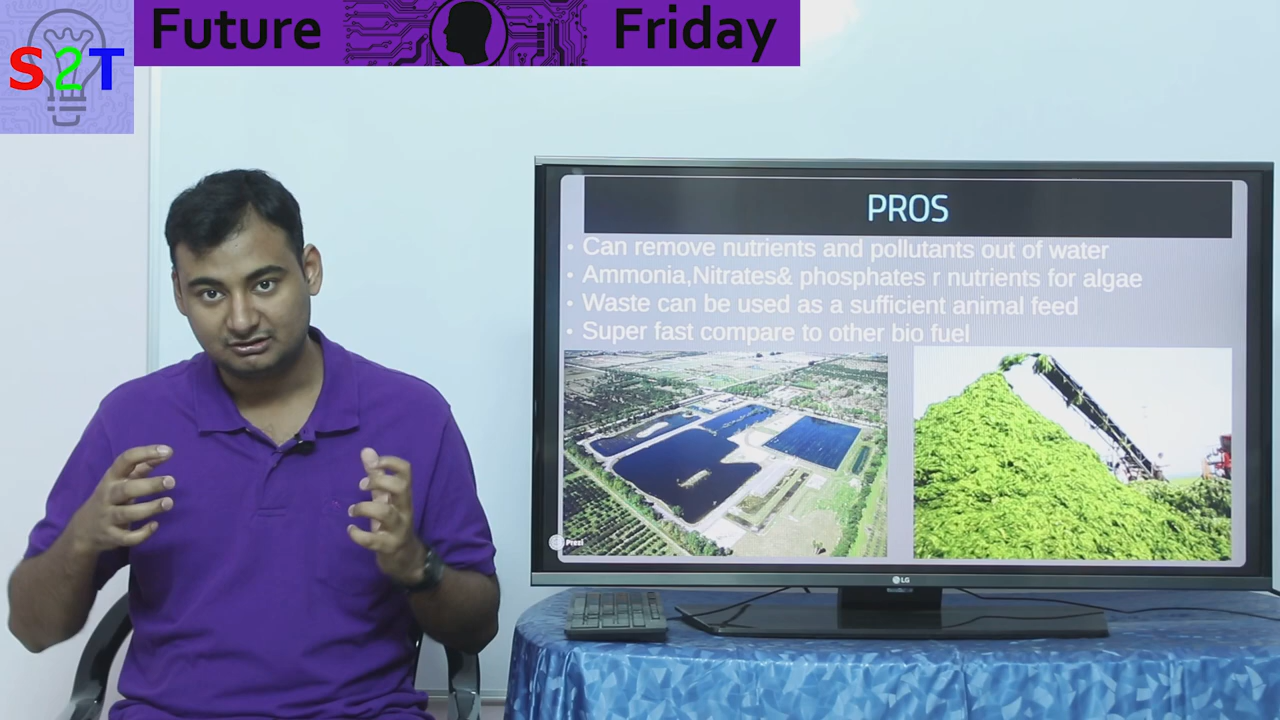 Future Friday
S2T
PROS
• Can remove nutrients and pollutants out of water
• Ammonia,Nitrates& phosphates r nutrients for algae
• Waste can be used as a sufficient animal feed
• Super fast compare to other bio fuel
Prezi
LG